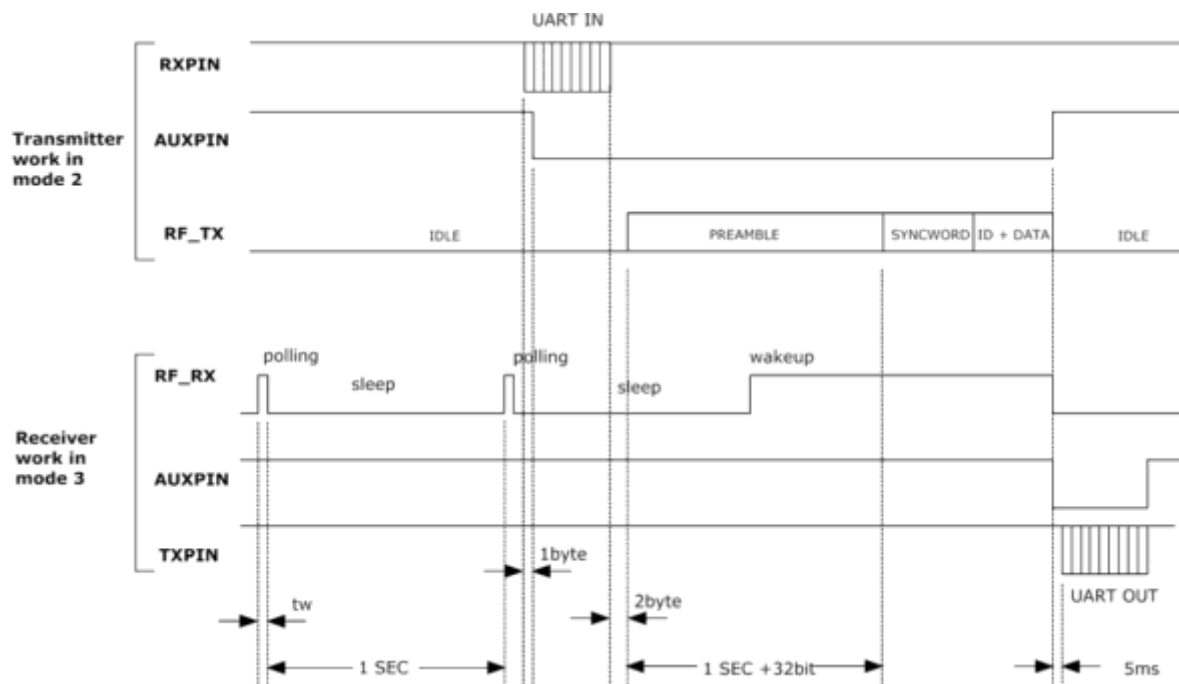 UART IN
RXPIN
Transmitter
work in
mode 2
AUXPIN
RF_TX
IDLE
PREAMBLE
SYNCWORD
ID + DATA
IDLE
polling
polling
wakeup
RF_RX
sleep
sleep
Receiver
work in
mode 3
AUXPIN
TXPIN
1byte
UART OUT
tw
2byte
1 SEC
1 SEC +32bit
5ms